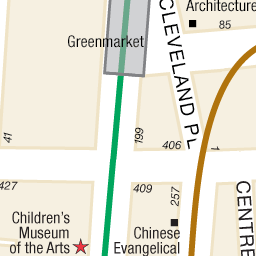 Architecture
85
Greenmarket
CLEVELAND PL
41
199
406
1
427
409
257
CENTRE
Children's
Museum
of the Arts
Chinese
Evangelical